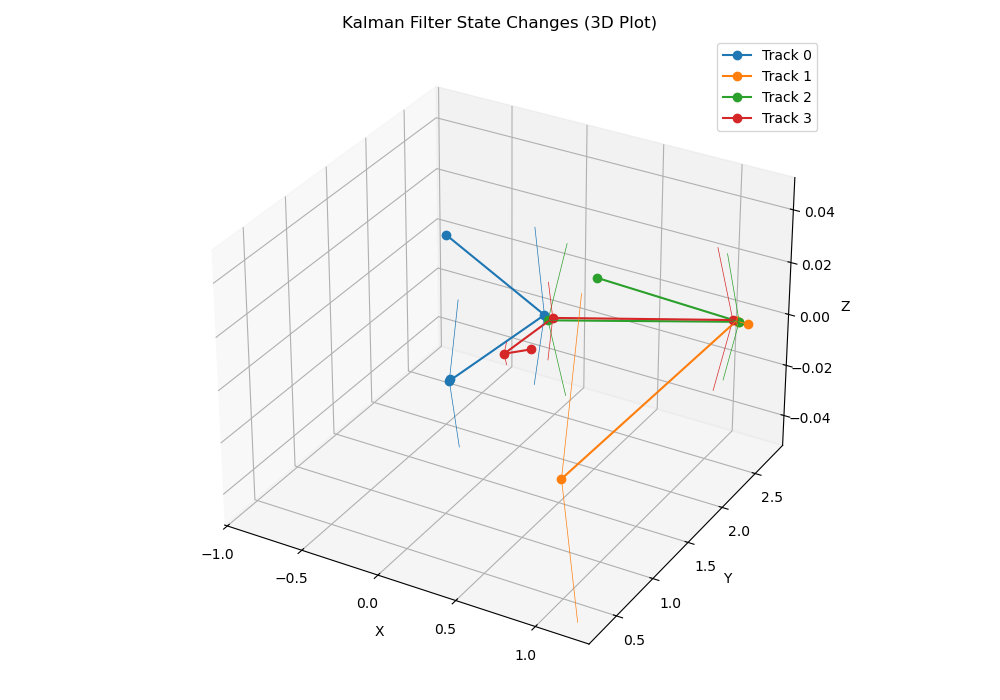 Kalman Filter State Changes (3D Plot)
Track 0
Track 1
Track 2
Track 3
0.04
0.02
Z
0.00
−0.02
−0.04
2.5
2.0
1.5
Y
1.0
0.5
−1.0
−0.5
0.0
X
0.5
1.0